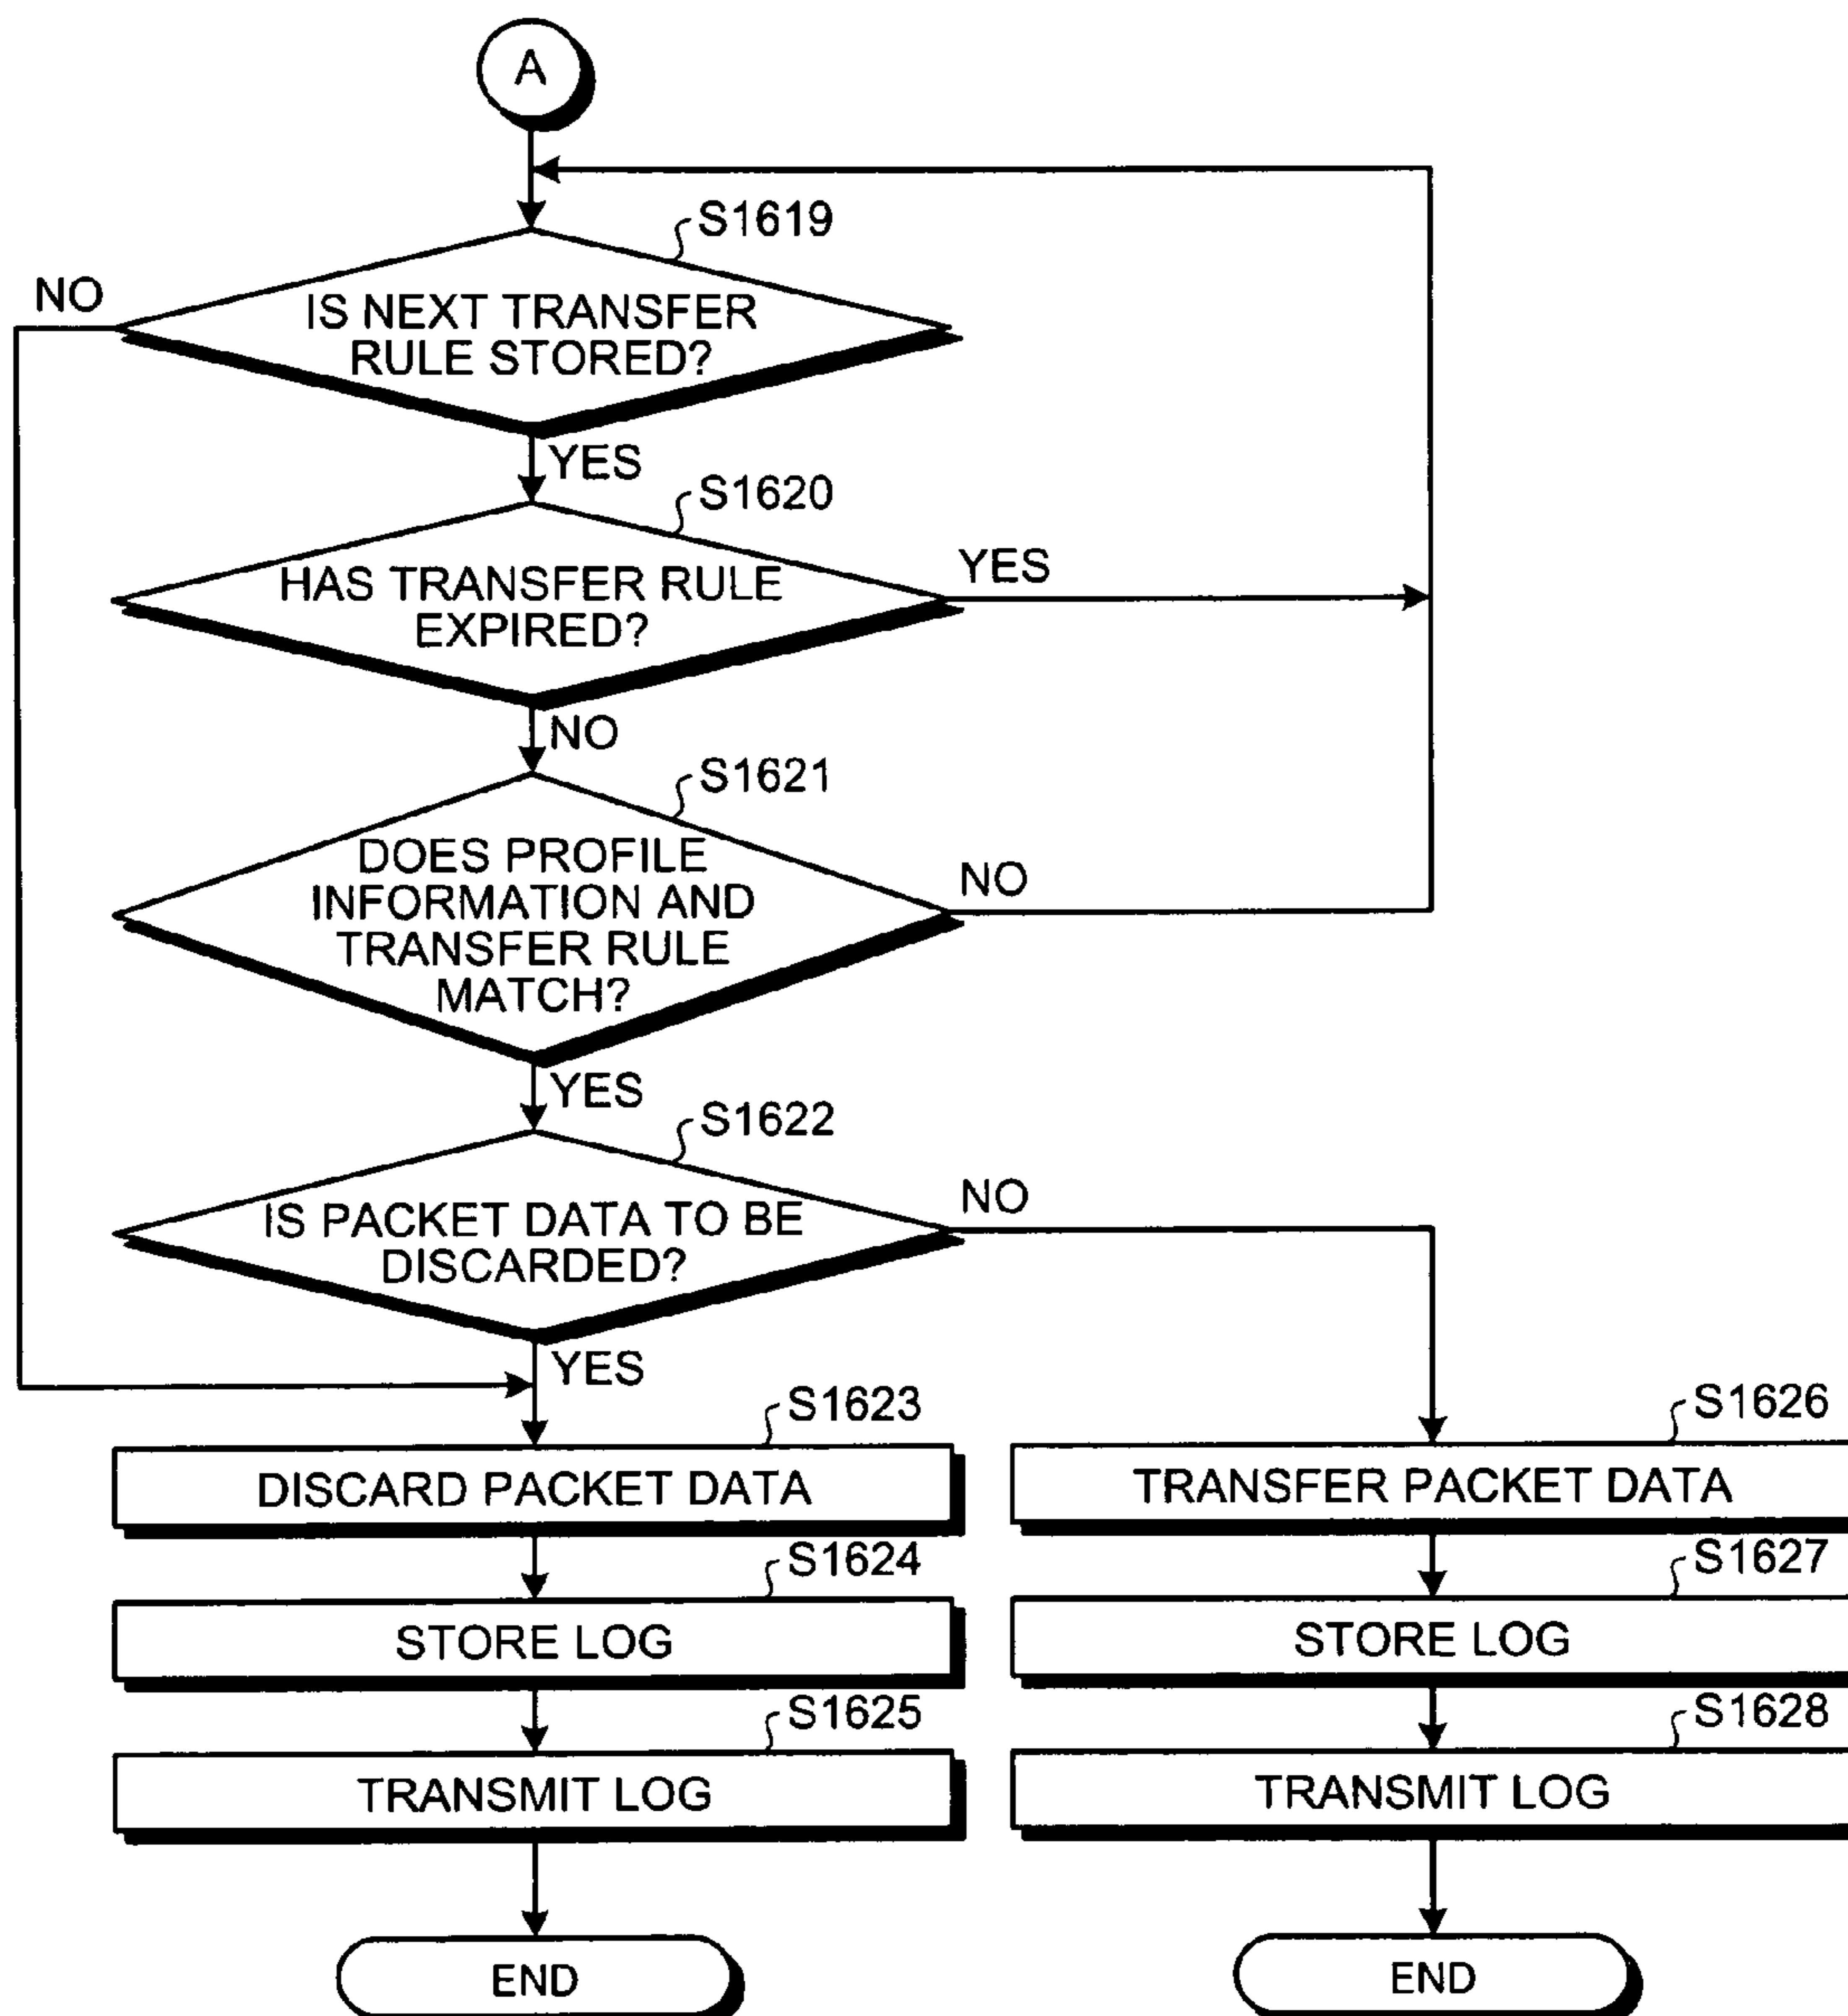 A
S1619
NO
IS NEXT TRANSFER
RULE STORED?
YES
S1620
HAS TRANSFER RULE
EXPIRED?
YES
NO
S1621
DOES PROFILE
INFORMATION AND
TRANSFER RULE
MATCH?
NO
YES
S1622
IS PACKET DATA TO BE
DISCARDED?
NO
YES
S1623
DISCARD PACKET DATA
S1626
TRANSFER PACKET DATA
S1624
STORE LOG
S1627
STORE LOG
S1625
TRANSMIT LOG
S1628
TRANSMIT LOG
END
END